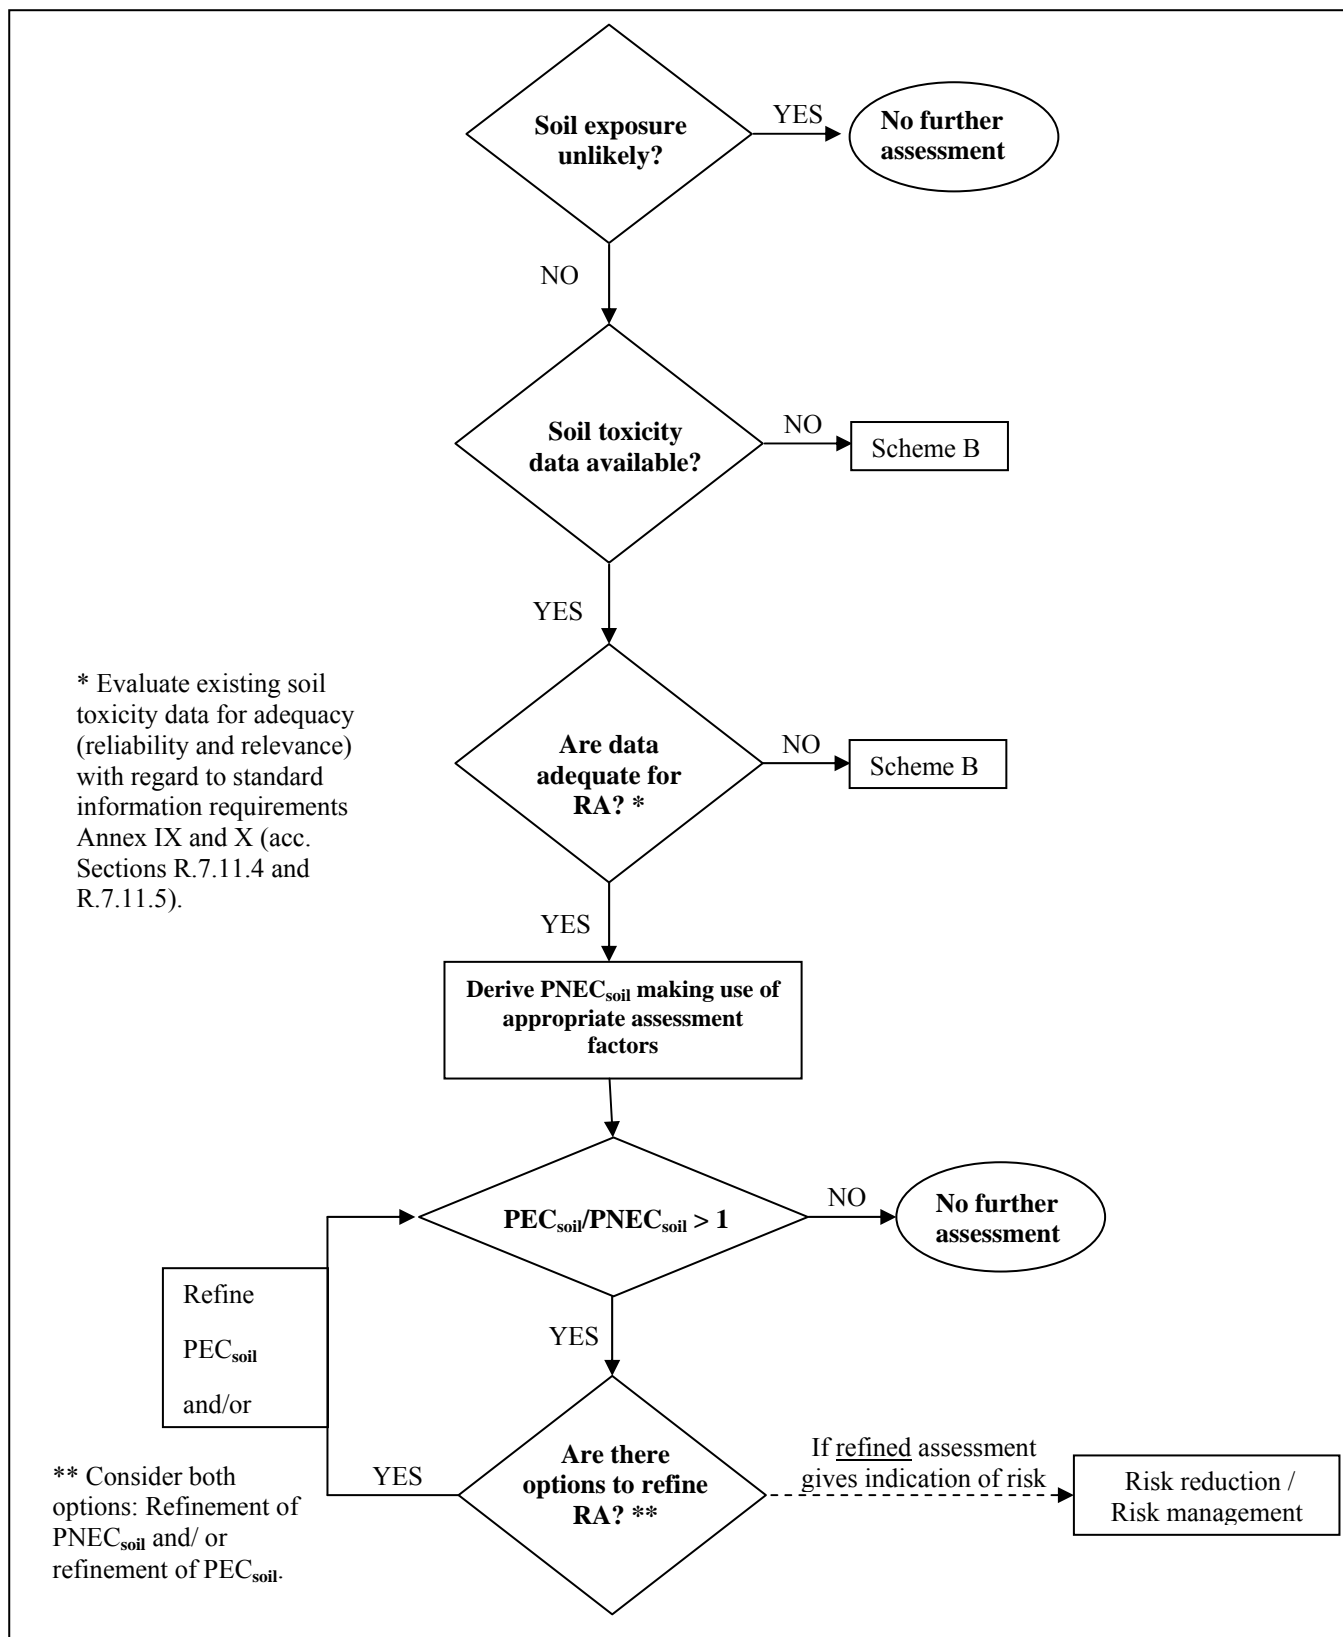 Soil exposure
unlikely?
YES
No further
assessment
NO
Soil toxicity
data available?
NO
Scheme B
YES
* Evaluate existing soil
toxicity data for adequacy
(reliability and relevance)
with regard to standard
information requirements
Annex IX and X (acc.
Sections R.7.11.4 and
R.7.11.5).
Are data
adequate for
RA? *
NO
Scheme B
YES
Derive PNECsoil making use of
appropriate assessment
factors
PECsoil/PNECsoil > 1
NO
No further
assessment
Refine
PECsoil
and/or
YES
Are there
options to refine
RA? **
YES
If refined assessment
gives indication of risk
Risk reduction /
Risk management
** Consider both
options: Refinement of
PNECsoil and/ or
refinement of PECsoil.